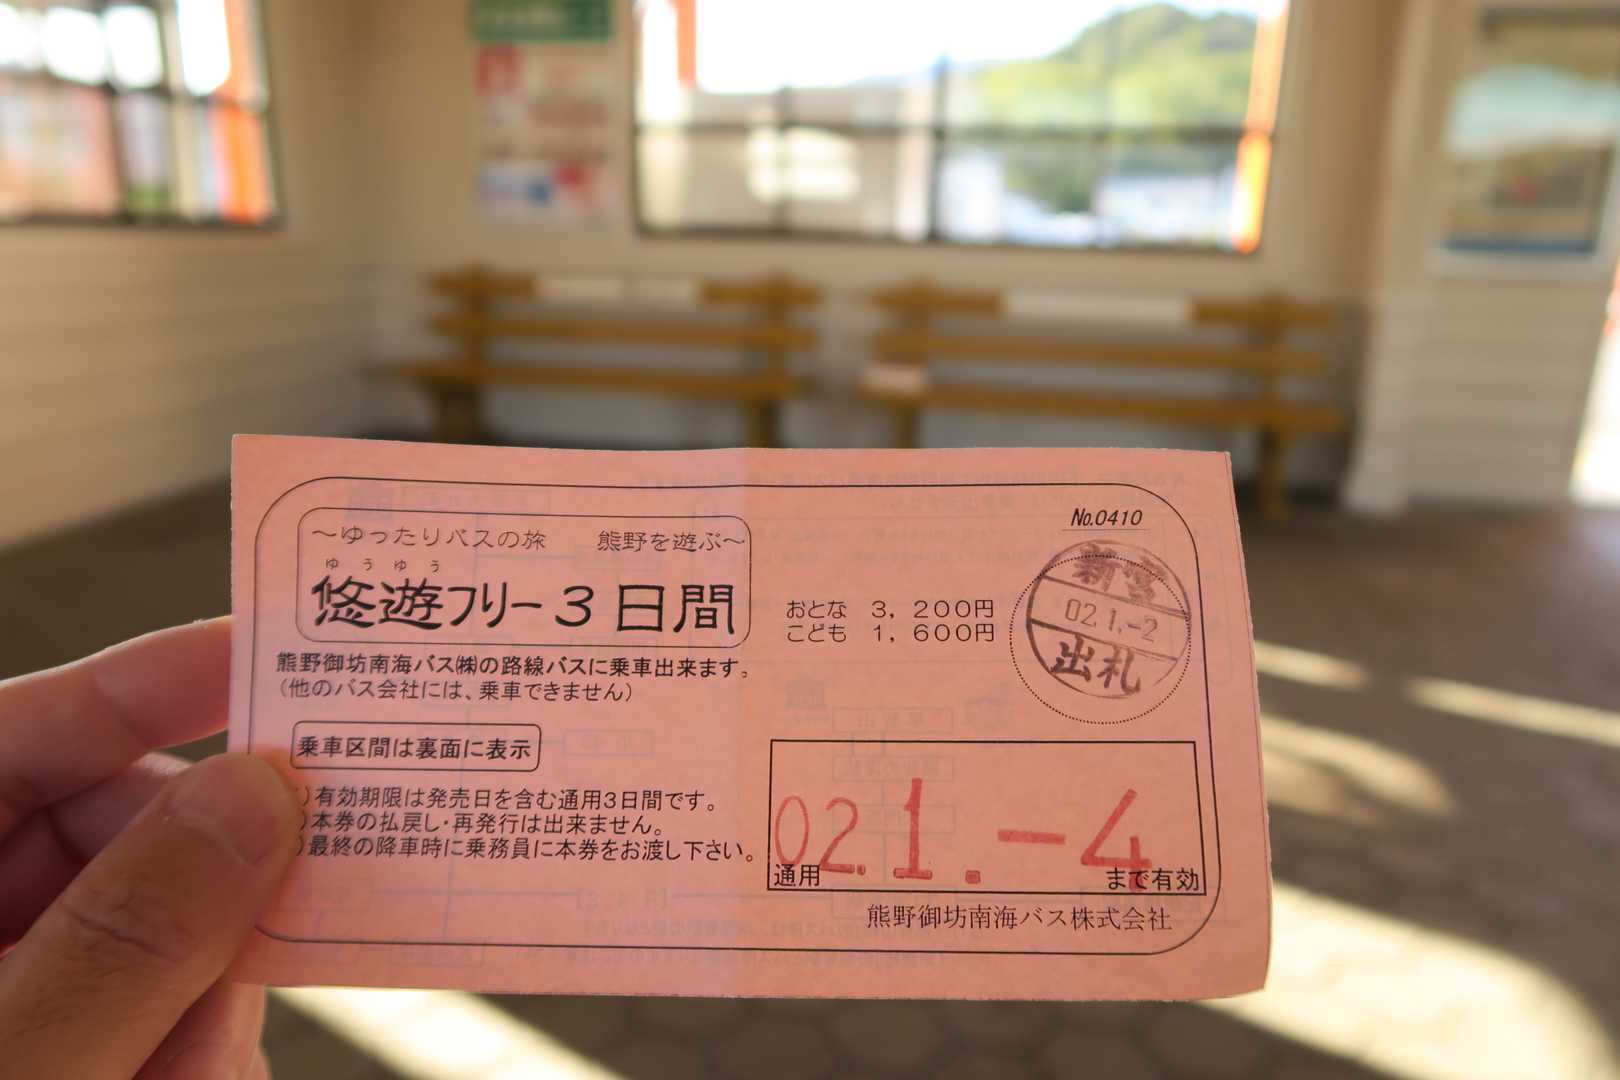 No.0410
～ゆったりバスの旅　熊野を遊ぶ～
ゆうゆう
悠遊フリー3日間
おとな　3，200円
こども　1，600円
新宮
02.1.-2
出札
熊野御坊南海バス㈱の路線バスに乗車出来ます。
（他のバス会社には、乗車できません）
乗車区間は裏面に表示
）有効期限は発売日を含む通用3日間です。
）本券の払戻し・再発行は出来ません。
）最終の降車時に乗務員に本券をお渡し下さい。
02.1.-4
通用　まで有効
熊野御坊南海バス株式会社